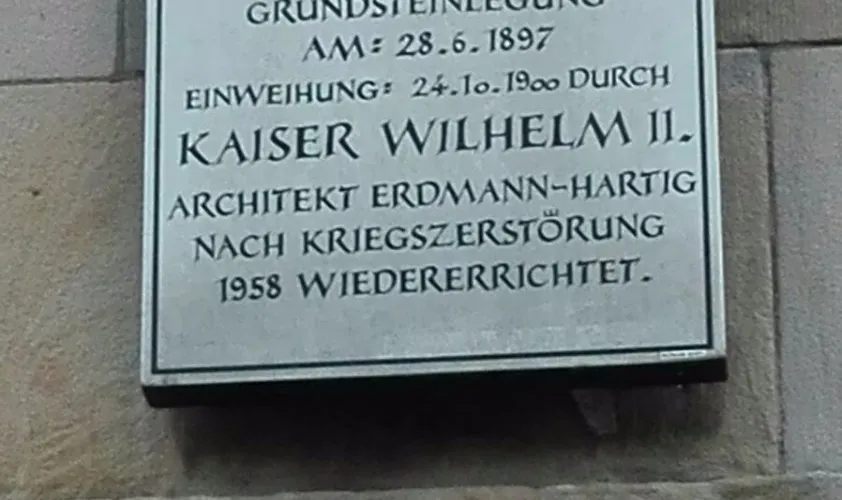 GRUNDSTEINLEGUNG
AM: 28.6.1897
EINWEIHUNG: 24.10.1900 DURCH
KAISER WILHELM II.
ARCHITEKT ERDMANN-HARTIG
NACH KRIEGSZERSTÖRUNG
1958 WIEDERERRICHTET.